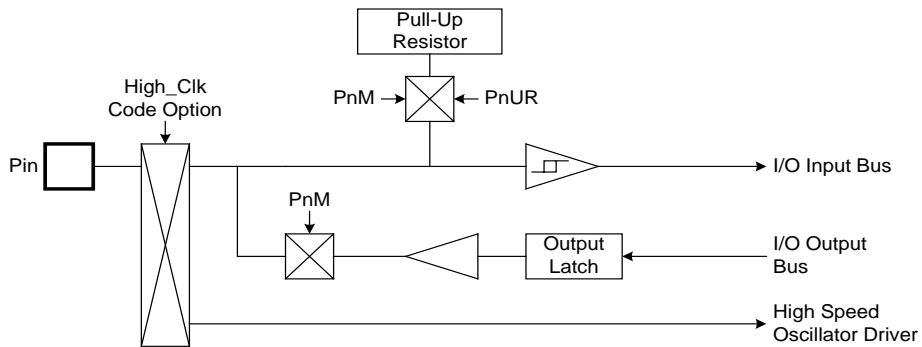 Pull-Up
Resistor
High_Clk
Code Option
PnM
PnUR
Pin
I/O Input Bus
PnM
Output
Latch
I/O Output
Bus
High Speed
Oscillator Driver